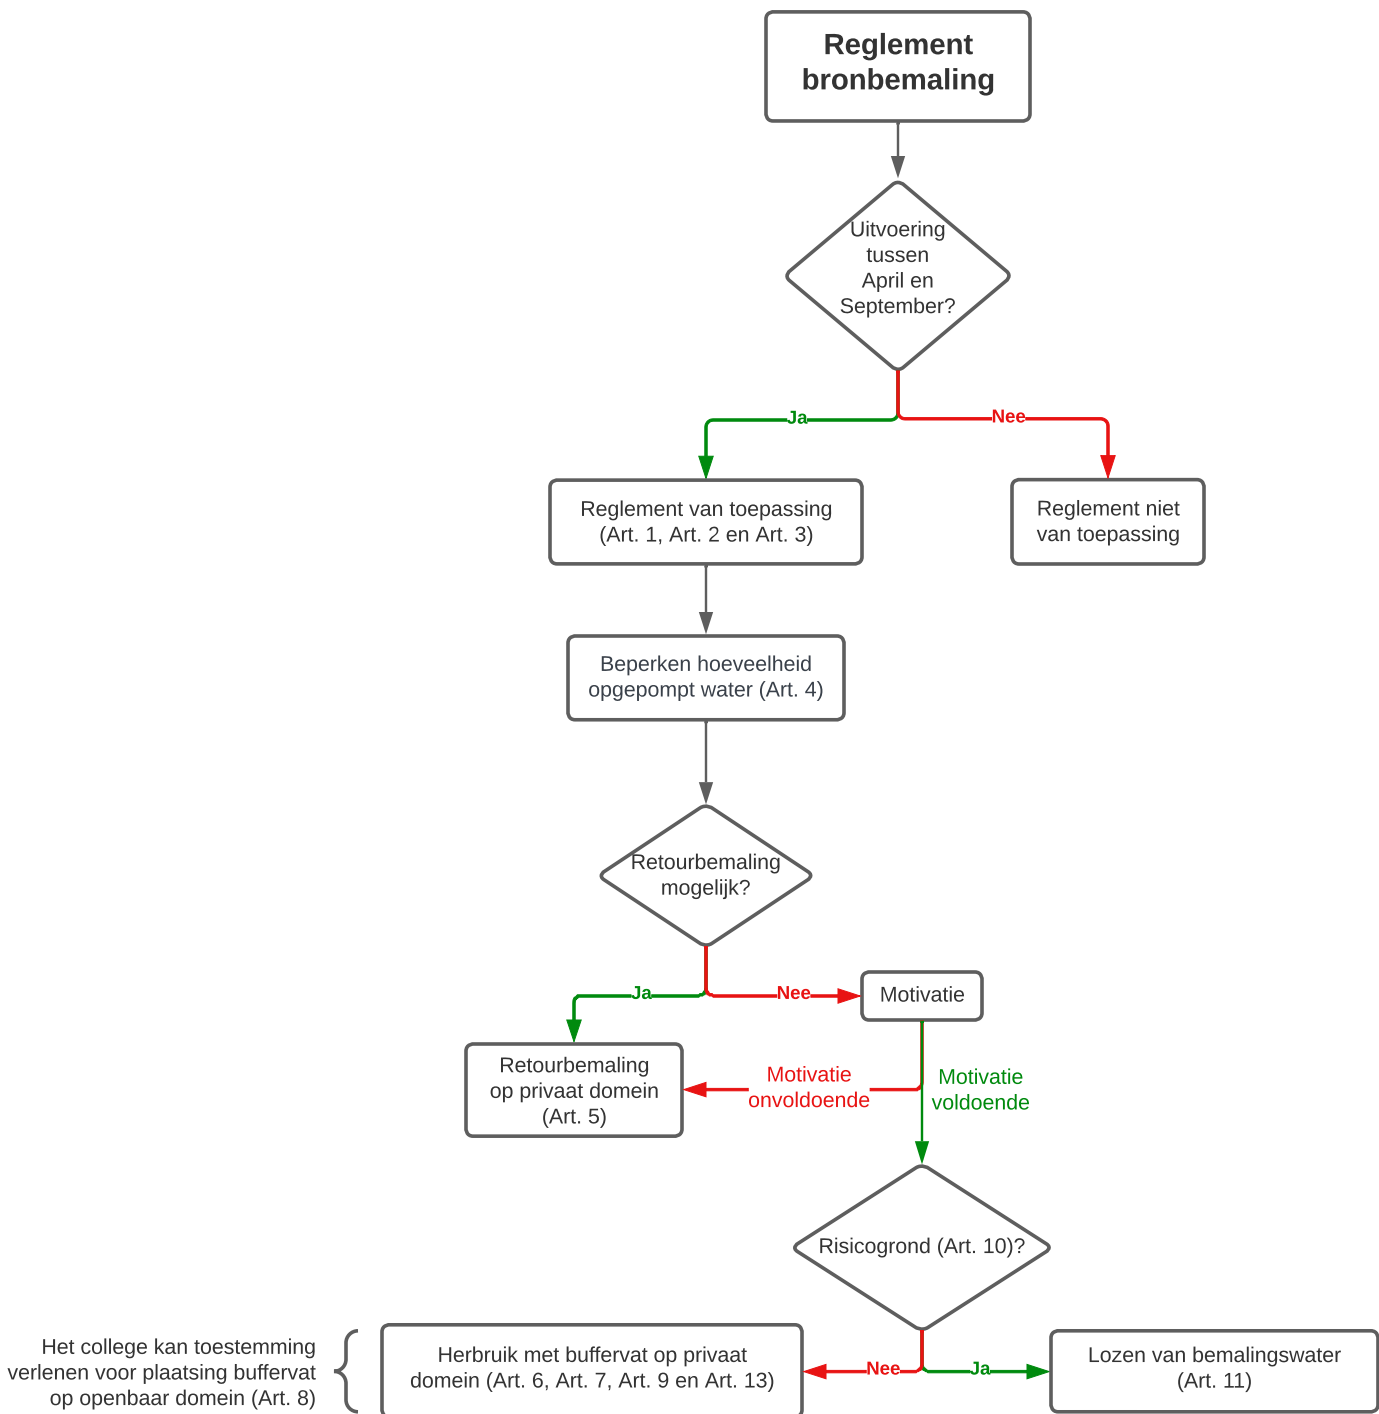 Reglement
bronbemaling
Uitvoering
tussen
April en
September?
Ja
Nee
Reglement van toepassing
(Art. 1, Art. 2 en Art. 3)
Reglement niet
van toepassing
Beperken hoeveelheid
opgepompt water (Art. 4)
Retourbemaling
mogelijk?
Ja
Nee
Motivatie
Retourbemaling
op privaat domein
(Art. 5)
Motivatie
onvoldoende
Motivatie
voldoende
Risicogrond (Art. 10)?
Het college kan toestemming
verlenen voor plaatsing buffervat
op openbaar domein (Art. 8)
Herbruik met buffervat op privaat
domein (Art. 6, Art. 7, Art. 9 en Art. 13)
Nee
Ja
Lozen van bemalingswater
(Art. 11)